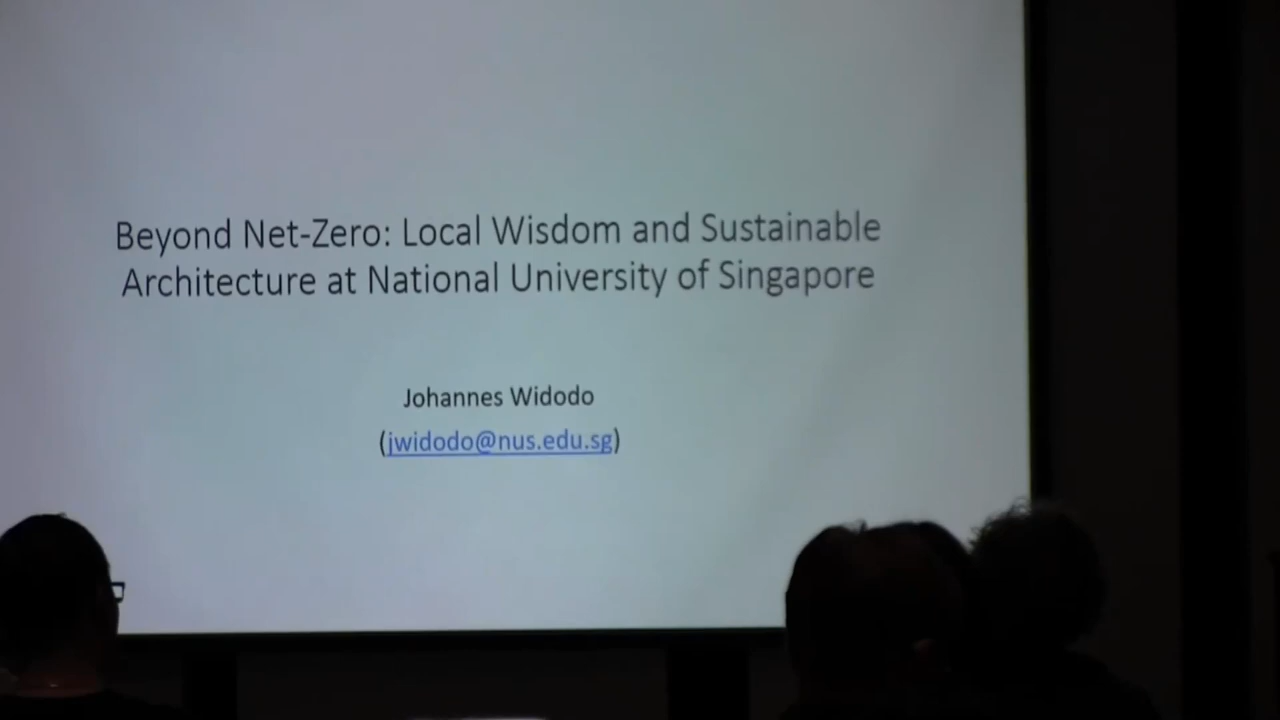 Beyond Net-Zero: Local Wisdom and Sustainable
Architecture at National University of Singapore
Johannes Widodo
(jwidodo@nus.edu.sg)